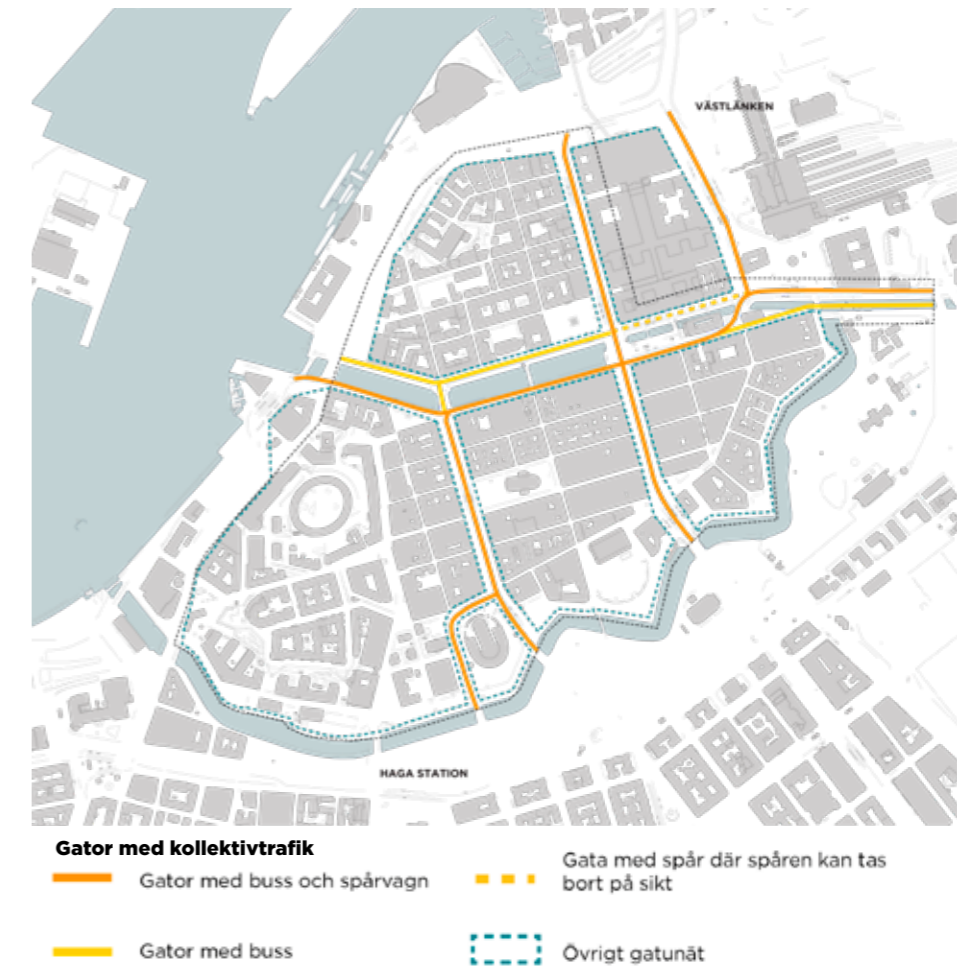 VÄSTLÄNKEN
HAGA STATION
Gator med kollektivtrafik
Gator med buss och spårvagn
Gata med spår där spåren kan tas
bort på sikt
Gator med buss
Övrigt gatunät